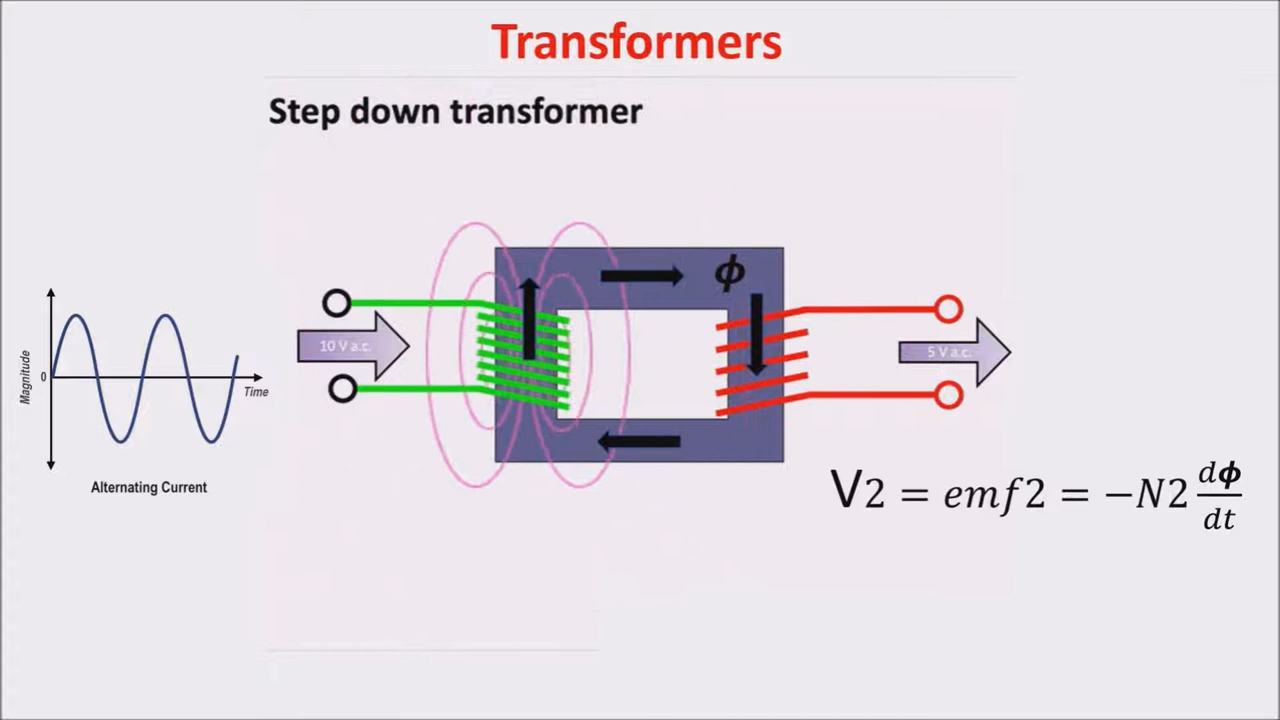 Transformers
Step down transformer
ϕ
Magnitude
0
Time
Alternating Current
10 V a.c.
5 V a.c.
V2 = emf2 = −N2 dϕ/dt